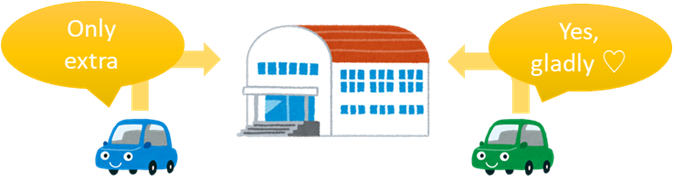 Only
extra
Yes,
gladly ♡